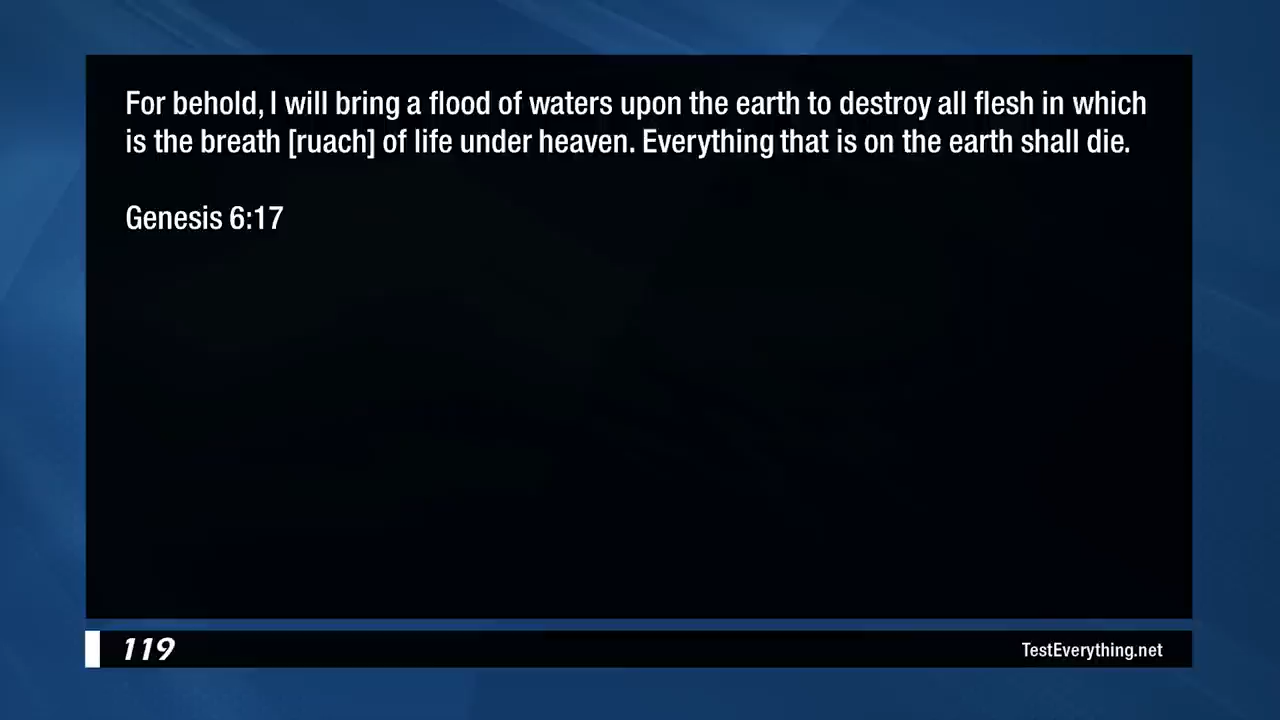 For behold, I will bring a flood of waters upon the earth to destroy all flesh in which
is the breath [ruach] of life under heaven. Everything that is on the earth shall die.
Genesis 6:17
119
TestEverything.net